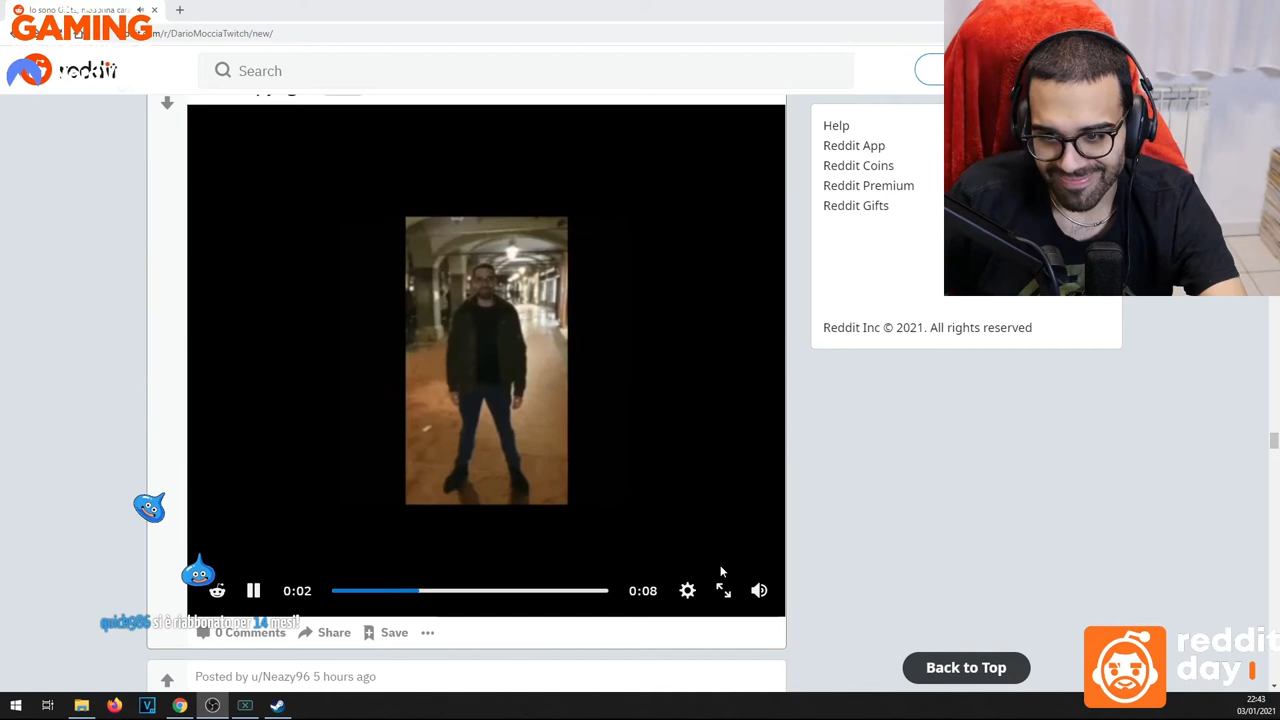 GAMING
.com/r/DarioMocciaTwitch/new/
reddit
Search
Help
Reddit App
Reddit Coins
Reddit Premium
Reddit Gifts
Reddit Inc © 2021. All rights reserved
0:02
0:08
quick986 si è riabbonato per 14 mesi!
0 Comments
Share
Save
Posted by u/Neazy96 5 hours ago
Back to Top
reddit
day
22:43
03/01/2021